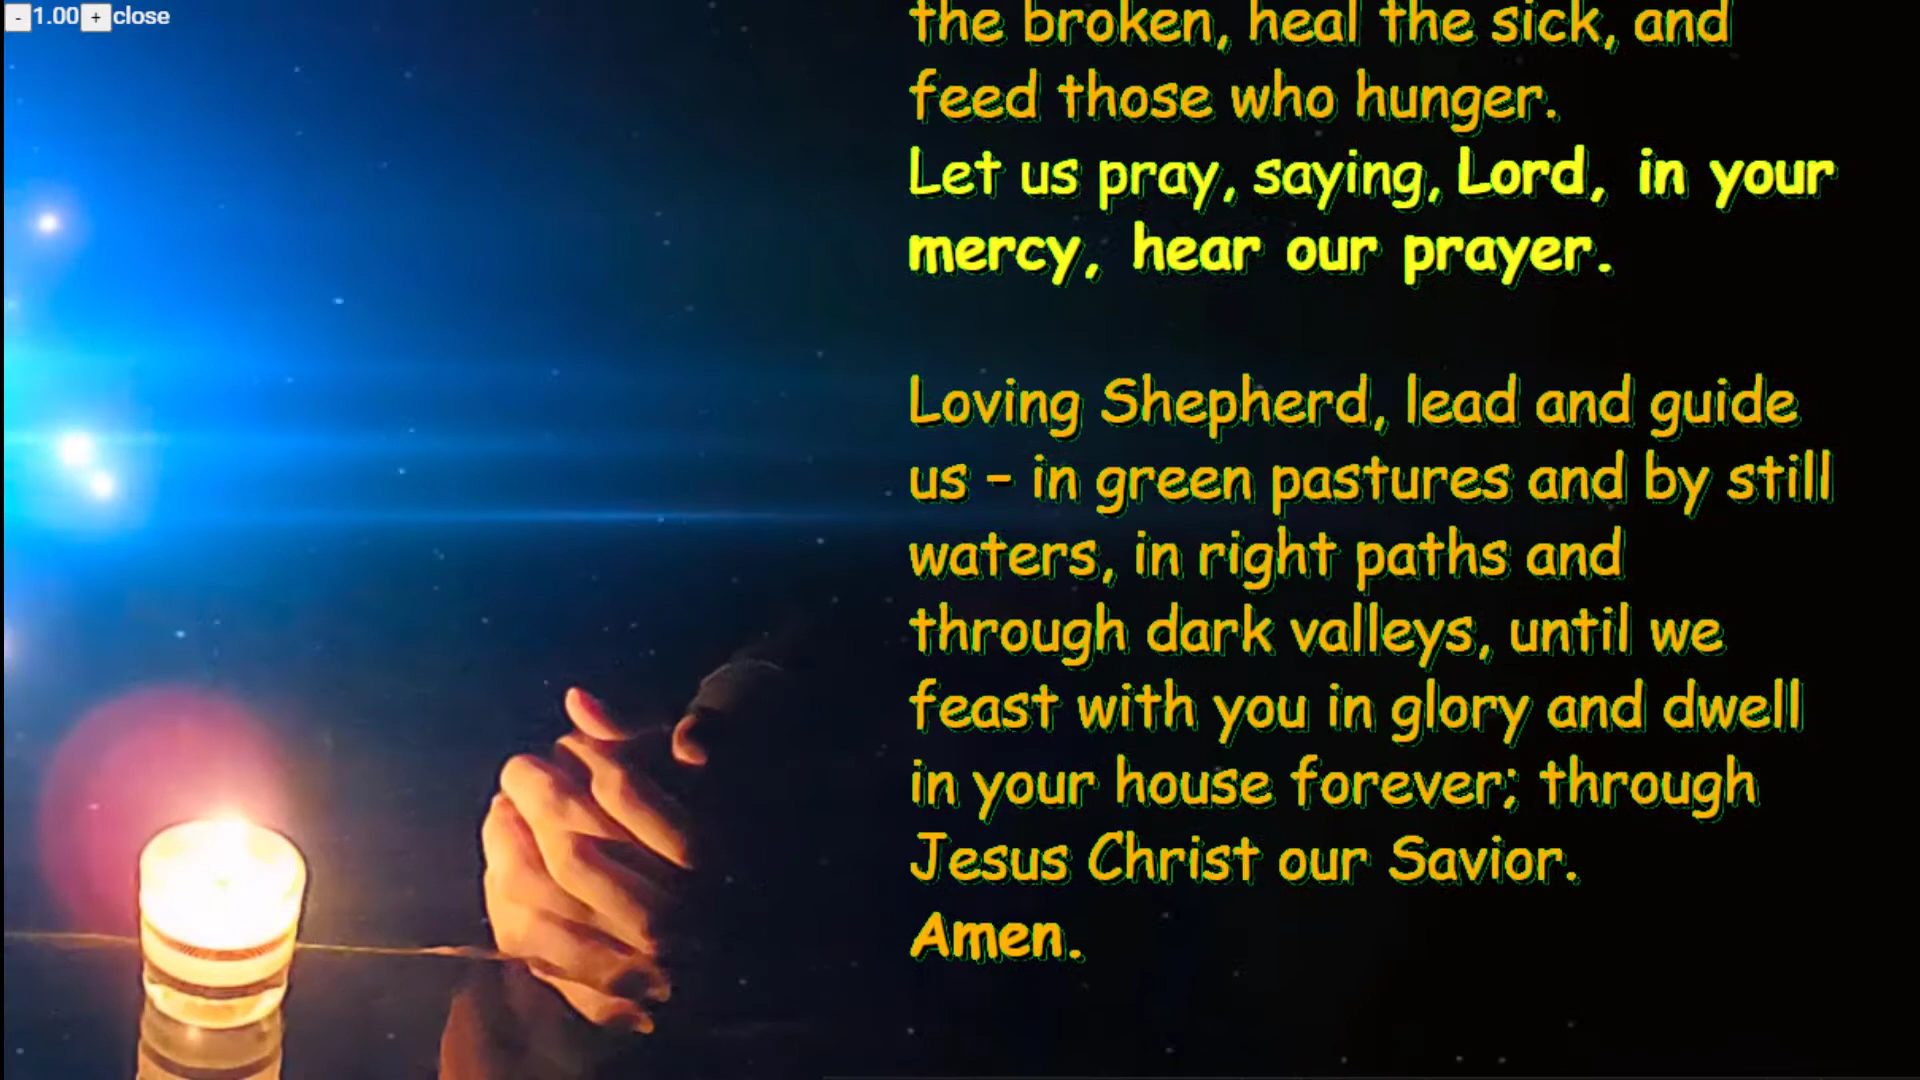 - 1.00 + close
the broken, heal the sick, and
feed those who hunger.
Let us pray, saying, Lord, in your
mercy, hear our prayer.
Loving Shepherd, lead and guide
us – in green pastures and by still
waters, in right paths and
through dark valleys, until we
feast with you in glory and dwell
in your house forever; through
Jesus Christ our Savior.
Amen.